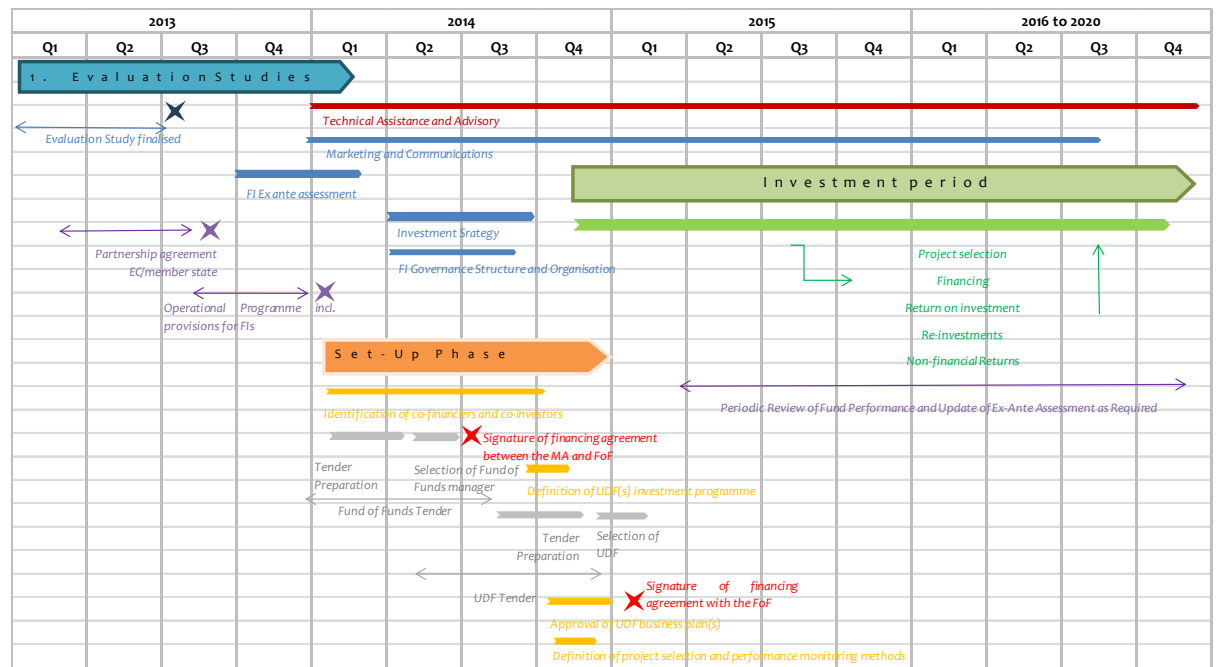 2013 2014 2015 2016 to 2020
Q1 Q2 Q3 Q4 Q1 Q2 Q3 Q4 Q1 Q2 Q3 Q4 Q1 Q2 Q3 Q4
1. Evaluation Studies
Technical Assistance and Advisory
Evaluation Study finalised
Marketing and Communications
Investment period
FI Ex ante assessment
Investment Srategy
Partnership agreement
EC/member state
Project selection
FI Governance Structure and Organisation
Financing
Operational Programme incl.
provisions for FIs
Return on investment
Re-investments
Set-Up Phase
Non-financial Returns
Periodic Review of Fund Performance and Update of Ex-Ante Assessment as Required
Identification of co-financiers and co-investors
Signature of financing agreement
between the MA and FoF
Tender
Preparation
Selection of Fund of
Funds manager
Definition of UDF(s) investment programme
Fund of Funds Tender
Tender
Preparation
Selection of
UDF
Signature of financing
agreement with the FoF
UDF Tender
Approval of UDF business plan(s)
Definition of project selection and performance monitoring methods